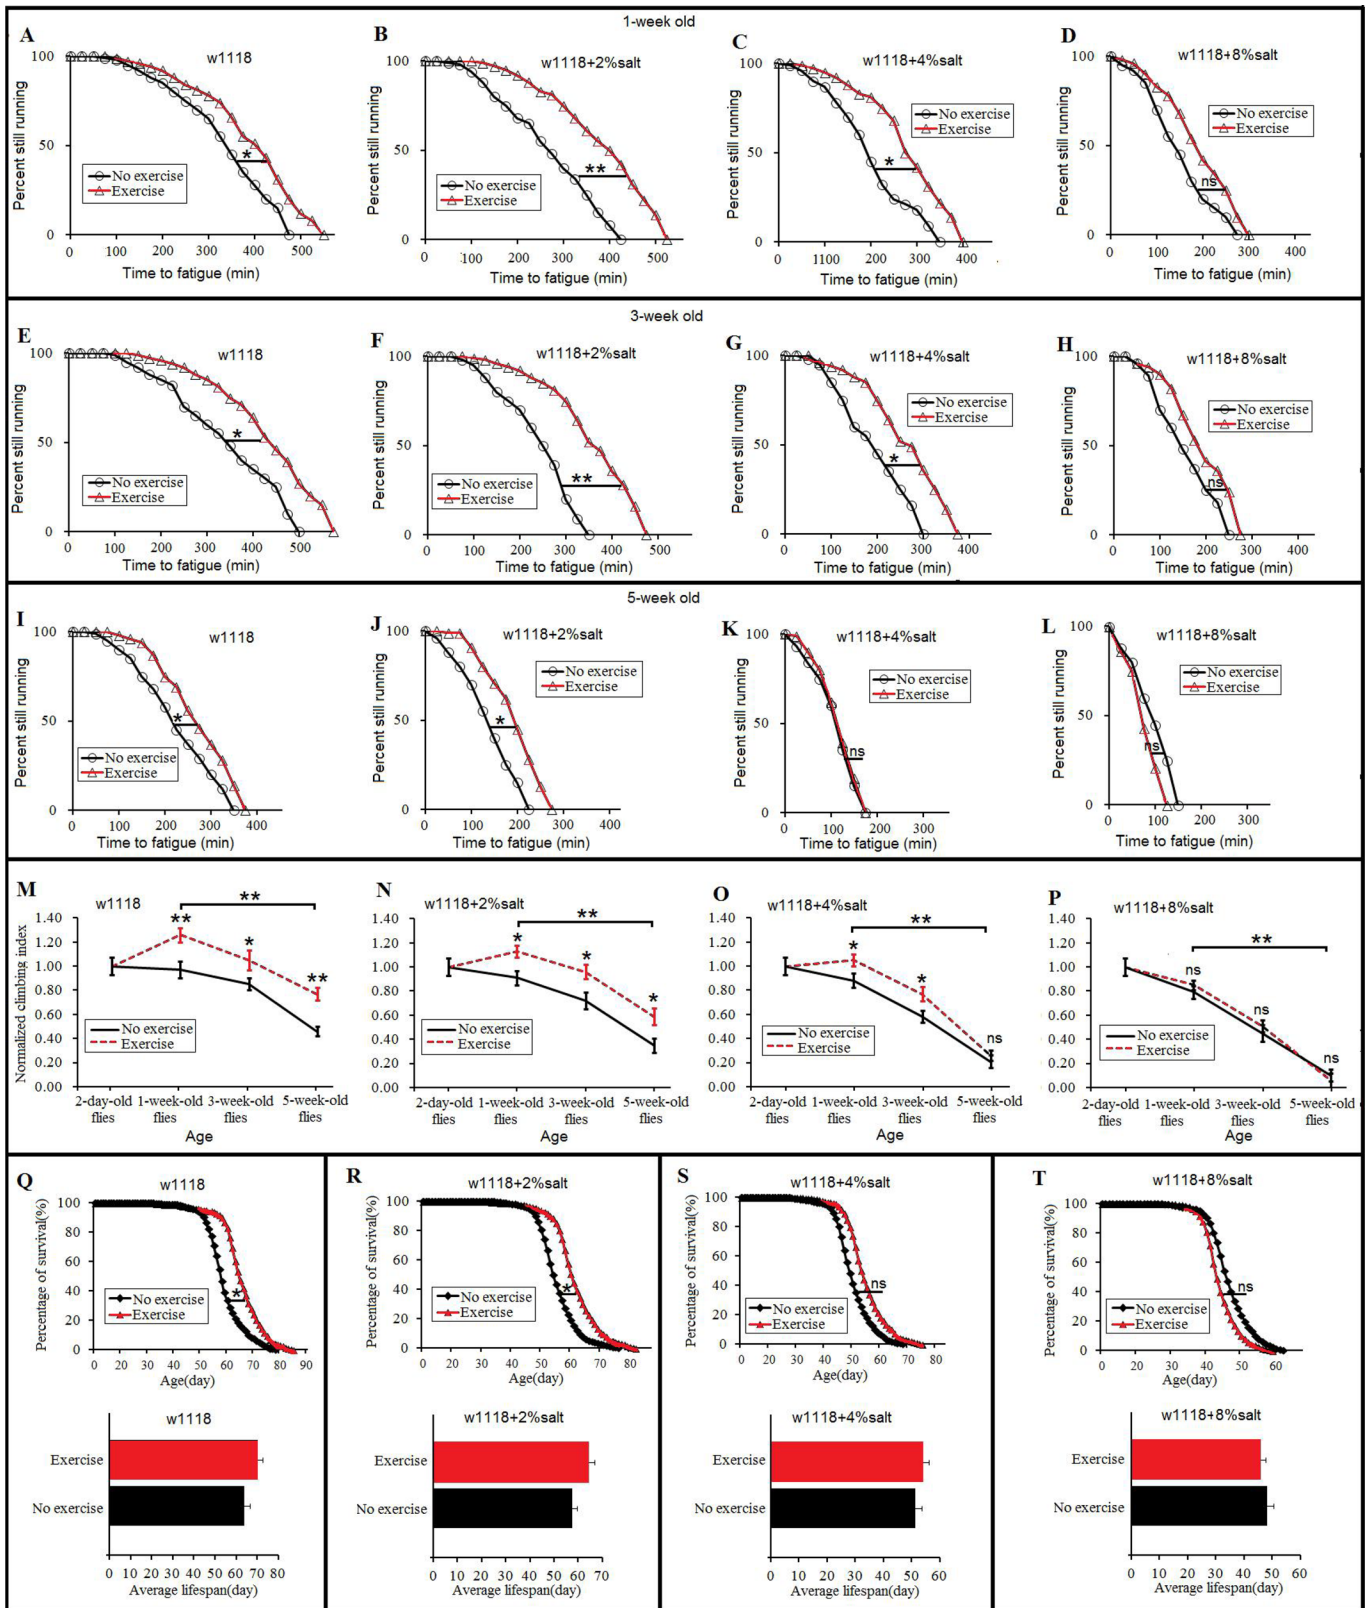 1-week old
A
w1118
Percent still running
100
50
0
*
No exercise
Exercise
0 100 200 300 400 500
Time to fatigue (min)
B
w1118+2%salt
Percent still running
100
50
0
**
No exercise
Exercise
0 100 200 300 400 500
Time to fatigue (min)
C
w1118+4%salt
Percent still running
100
50
0
No exercise
Exercise
*
0 1100 200 300 400
Time to fatigue (min)
D
w1118+8%salt
Percent still running
100
50
0
No exercise
Exercise
ns
0 100 200 300 400
Time to fatigue (min)
3-week old
E
w1118
Percent still running
100
50
0
*
No exercise
Exercise
0 100 200 300 400 500
Time to fatigue (min)
F
w1118+2%salt
Percent still running
100
50
0
**
No exercise
Exercise
0 100 200 300 400 500
Time to fatigue (min)
G
w1118+4%salt
Percent still running
100
50
0
No exercise
Exercise
*
0 100 200 300 400
Time to fatigue (min)
H
w1118+8%salt
Percent still running
100
50
0
No exercise
Exercise
ns
0 100 200 300 400
Time to fatigue (min)
5-week old
I
w1118
Percent still running
100
50
0
*
No exercise
Exercise
0 100 200 300 400
Time to fatigue (min)
J
w1118+2%salt
Percent still running
100
50
0
No exercise
Exercise
*
0 100 200 300 400
Time to fatigue (min)
K
w1118+4%salt
Percent still running
100
50
0
No exercise
Exercise
ns
0 100 200 300
Time to fatigue (min)
L
w1118+8%salt
Percent still running
100
50
0
No exercise
Exercise
ns
0 100 200 300
Time to fatigue (min)
M
w1118
Normalized climbing index
1.40
1.20
1.00
0.80
0.60
0.40
0.20
0.00
**
**
*
**
No exercise
Exercise
2-day-old flies 1-week-old flies 3-week-old flies 5-week-old flies
Age
N
w1118+2%salt
1.40
1.20
1.00
0.80
0.60
0.40
0.20
0.00
**
*
*
*
No exercise
Exercise
2-day-old flies 1-week-old flies 3-week-old flies 5-week-old flies
Age
O
w1118+4%salt
1.40
1.20
1.00
0.80
0.60
0.40
0.20
0.00
**
*
*
ns
No exercise
Exercise
2-day-old flies 1-week-old flies 3-week-old flies 5-week-old flies
Age
P
w1118+8%salt
1.40
1.20
1.00
0.80
0.60
0.40
0.20
0.00
**
ns
ns
ns
No exercise
Exercise
2-day-old flies 1-week-old flies 3-week-old flies 5-week-old flies
Age
Q
w1118
Percentage of survival(%)
100
80
60
40
20
0
No exercise
Exercise
*
0 10 20 30 40 50 60 70 80 90
Age(day)
R
w1118+2%salt
Percentage of survival(%)
100
80
60
40
20
0
No exercise
Exercise
*
0 10 20 30 40 50 60 70 80
Age(day)
S
w1118+4%salt
Percentage of survival(%)
100
80
60
40
20
0
No exercise
Exercise
ns
0 10 20 30 40 50 60 70 80
Age(day)
T
w1118+8%salt
Percentage of survival(%)
100
80
60
40
20
0
No exercise
Exercise
ns
0 10 20 30 40 50 60
Age(day)
w1118
Exercise
No exercise
0 10 20 30 40 50 60 70 80
Average lifespan(day)
w1118+2%salt
Exercise
No exercise
0 10 20 30 40 50 60 70
Average lifespan(day)
w1118+4%salt
Exercise
No exercise
0 10 20 30 40 50 60
Average lifespan(day)
w1118+8%salt
Exercise
No exercise
0 10 20 30 40 50 60
Average lifespan(day)